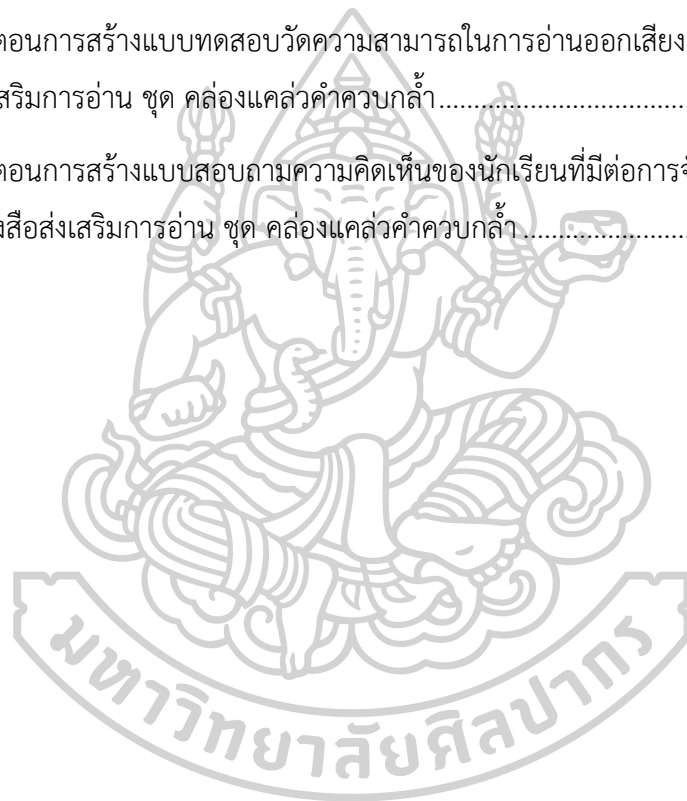 ตอนการสร้างแบบทดสอบวัดความสามารถในการอ่านออกเสียง
เสริมการอ่าน ชุด คล่องแคล่วคำควบกล้ำ
ตอนการสร้างแบบสอบถามความคิดเห็นของนักเรียนที่มีต่อการจั
งสือส่งเสริมการอ่าน ชุด คล่องแคล่วคำควบกล้ำ
มหาวิทยาลัยศิลปากร